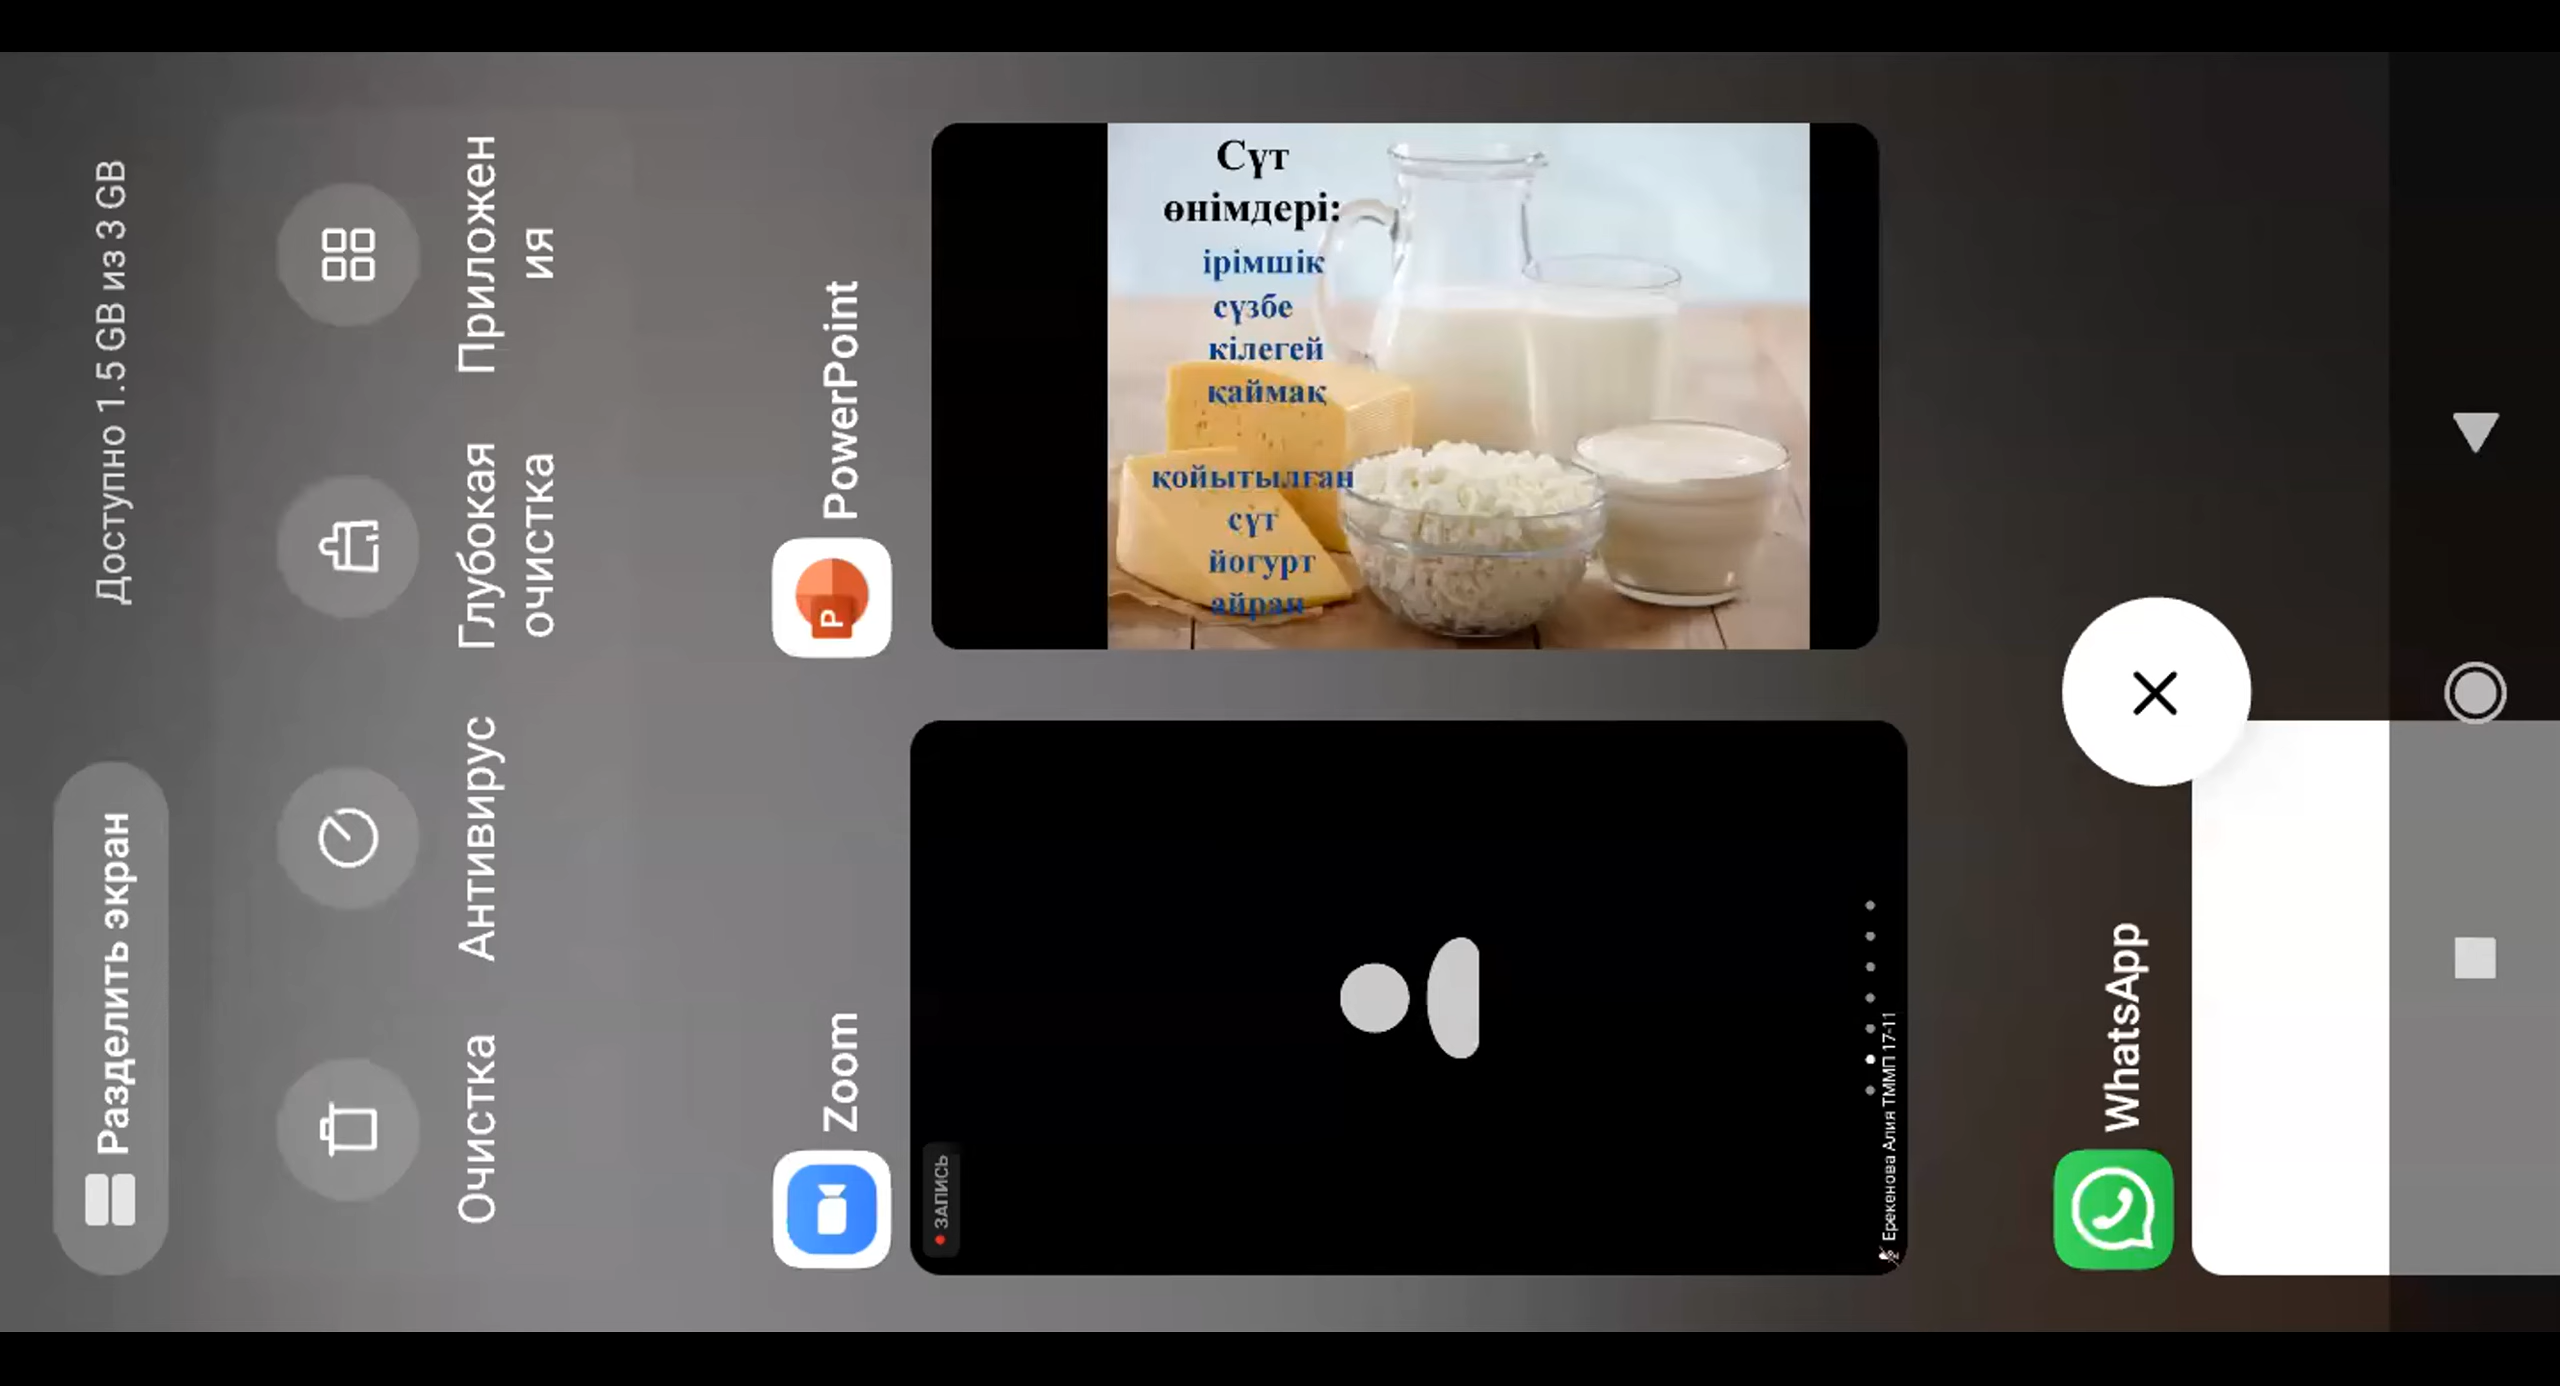 Доступно 1.5 GB из 3 GB
Разделить экран
Очистка
Антивирус
Глубокая
очистка
Приложен
ия
Zoom
ЗАПИСЬ
Ерекенова Алия ТММП 17-11
PowerPoint
P
Сүт
өнімдері:
ірімшік
сүзбе
кілегей
қаймақ
қойытылған
сүт
йогурт
айран
WhatsApp